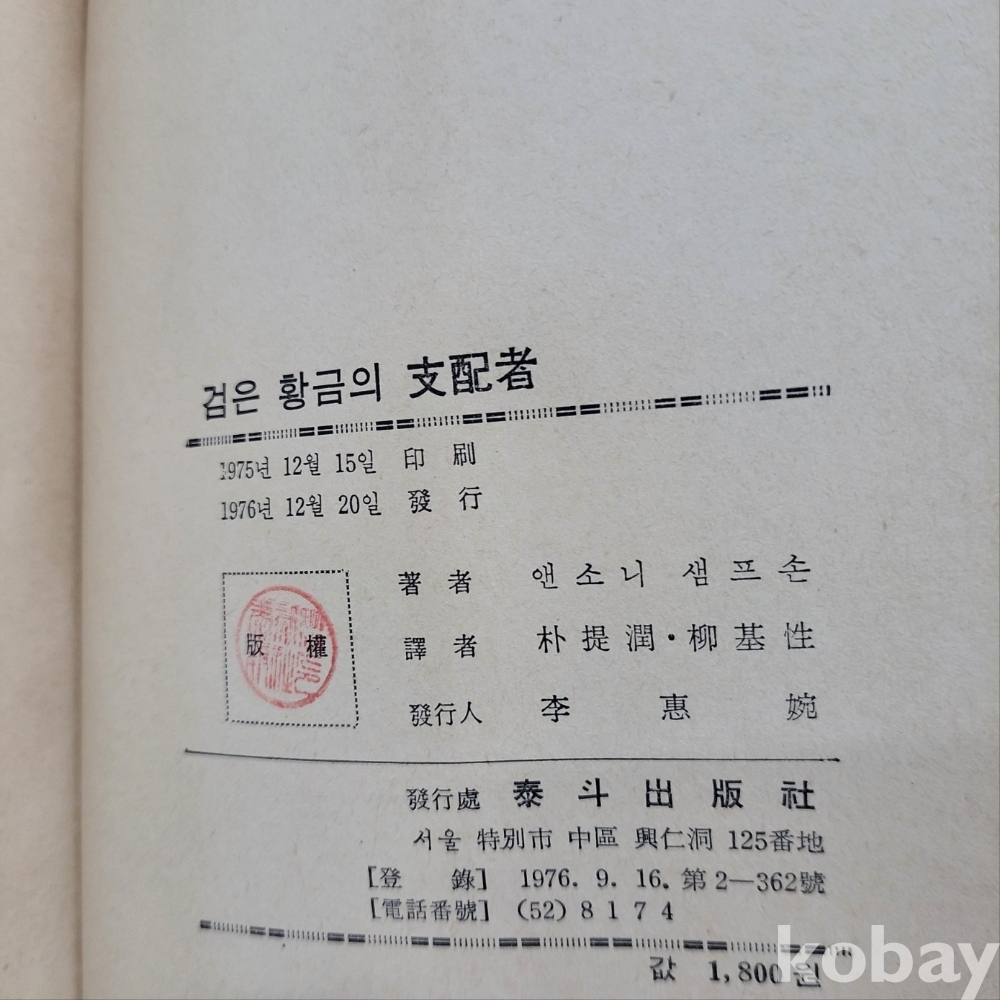 검은 황금의 支配者
1975년 12월 15일 印刷
1976년 12월 20일 發行
版權
著者 앤소니 샘프손
譯者 朴提潤・柳基性
發行人 李惠婉
發行處 泰斗出版社
서울 特別市 中區 興仁洞 125番地
[登錄] 1976. 9. 16. 第2—362號
[電話番號] (52) 8174
값 1,800원
kobay